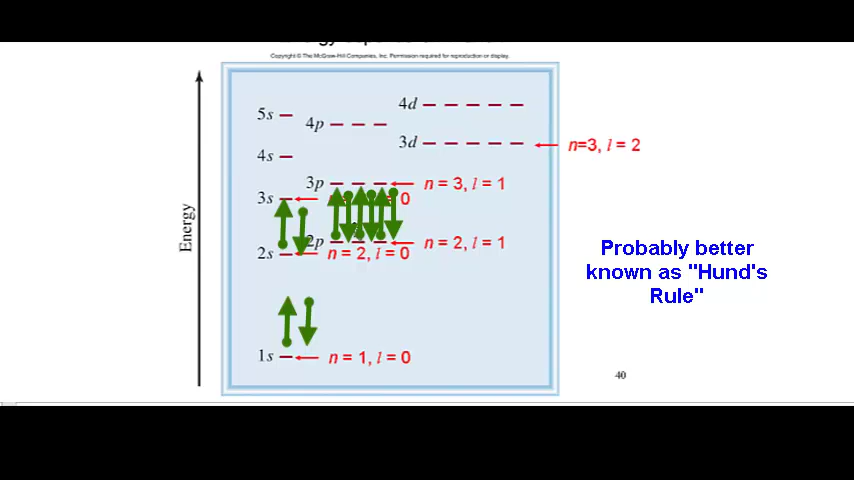 Copyright © The McGraw-Hill Companies, Inc. Permission required for reproduction or display.
4d
5s
4p
3d
n=3, l = 2
4s
3p
n = 3, l = 1
3s
0
Energy
2p
n = 2, l = 1
2s
n = 2, l = 0
Probably better
known as "Hund's
Rule"
1s
n = 1, l = 0
40